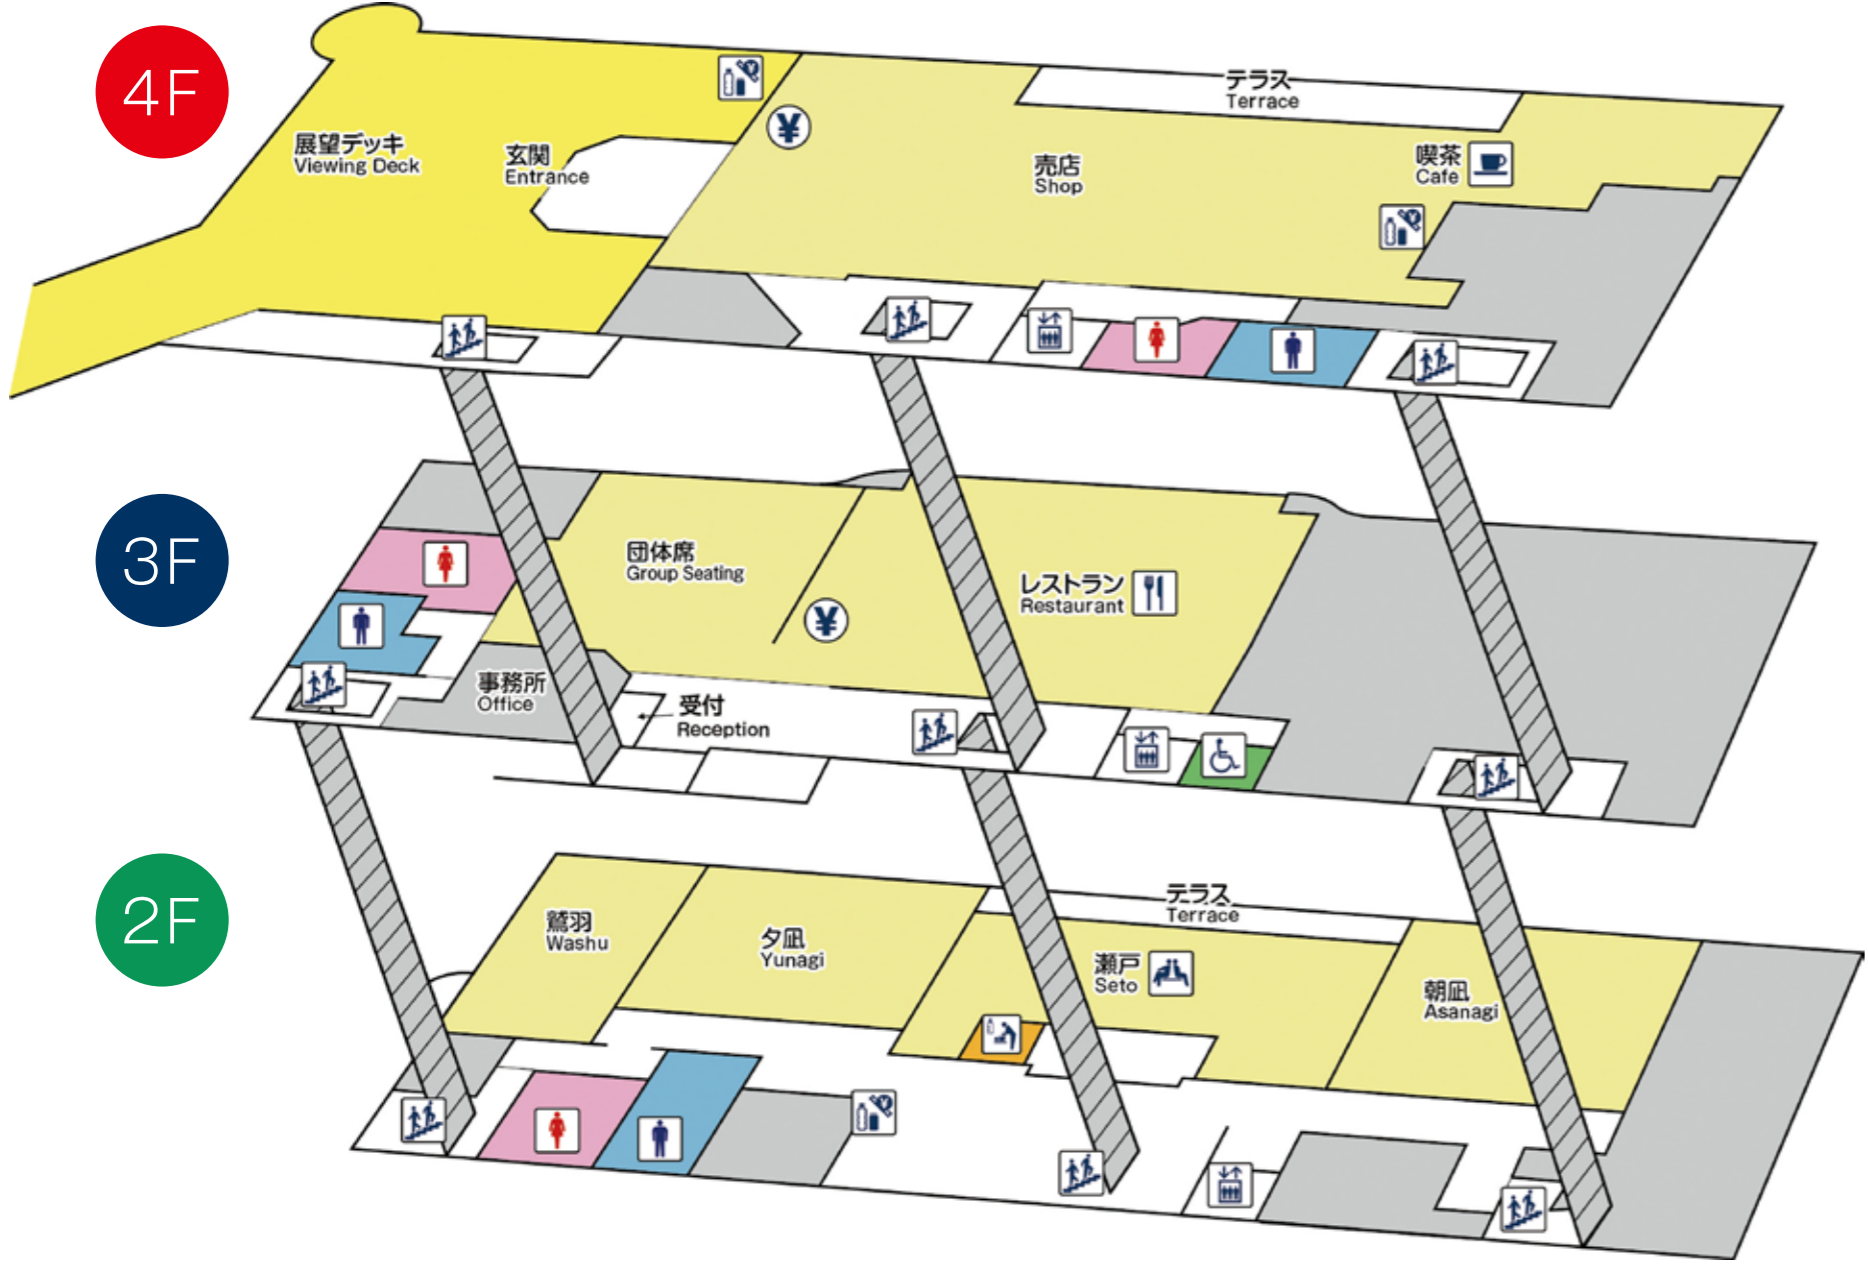 4F
展望デッキ
Viewing Deck
玄関
Entrance
¥
売店
Shop
テラス
Terrace
喫茶
Cafe
3F
団体席
Group Seating
¥
レストラン
Restaurant
事務所
Office
受付
Reception
2F
鷲羽
Washu
夕凪
Yunagi
テラス
Terrace
瀬戸
Seto
朝凪
Asanagi